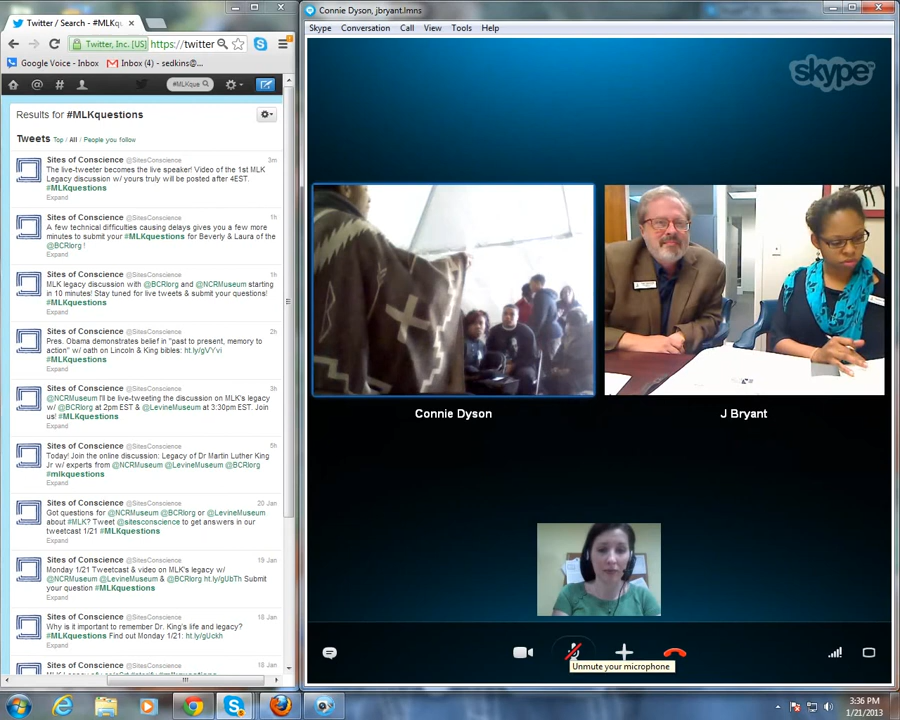 Twitter / Search - #MLKqu
Connie Dyson, jbryant.lmns
Skype Conversation Call View Tools Help
Twitter, Inc. [US] https://twitter
Google Voice - Inbox Inbox (4) - sedkins@...
#MLKque
Results for #MLKquestions
Tweets Top / All / People you follow
Sites of Conscience @SitesConscience 3m
The live-tweeter becomes the live speaker! Video of the 1st MLK
Legacy discussion w/ yours truly will be posted after 4EST.
#MLKquestions
Expand
Sites of Conscience @SitesConscience 1h
A few technical difficulties causing delays gives you a few more
minutes to submit your #MLKquestions for Beverly & Laura of the
@BCRIorg !
Expand
Sites of Conscience @SitesConscience 1h
MLK legacy discussion with @BCRIorg and @NCRMuseum starting
in 10 minutes! Stay tuned for live tweets & submit your questions!
#MLKquestions
Expand
Sites of Conscience @SitesConscience 2h
Pres. Obama demonstrates belief in "past to present, memory to
action" w/ oath on Lincoln & King bibles: ht.ly/gVYvi
#MLKquestions
Expand
Sites of Conscience @SitesConscience 3h
@NCRMuseum I'll be live-tweeting the discussion on MLK's legacy
w/ @BCRIorg at 2pm EST & @LevineMuseum at 3:30pm EST. Join
us! #MLKquestions
Expand
Sites of Conscience @SitesConscience 5h
Today! Join the online discussion: Legacy of Dr Martin Luther King
Jr w/ experts from @NCRMuseum @LevineMuseum @BCRIorg
#mlkquestions
Expand
Sites of Conscience @SitesConscience 20 Jan
Got questions for @NCRMuseum @BCRIorg or @LevineMuseum
about #MLK? Tweet @sitesconscience to get answers in our
tweetcast 1/21 #MLKquestions
Expand
Sites of Conscience @SitesConscience 19 Jan
Monday 1/21 Tweetcast & video on MLK's legacy w/
@NCRMuseum @LevineMuseum & @BCRIorg ht.ly/gUbTh Submit
your question #MLKquestions
Expand
Sites of Conscience @SitesConscience 18 Jan
Why is it important to remember Dr. King's life and legacy?
#MLKquestions Find out Monday 1/21: ht.ly/gUckh
Expand
Sites of Conscience @SitesConscience 18 Jan
skype
Connie Dyson
J Bryant
Unmute your microphone
3:36 PM
1/21/2013